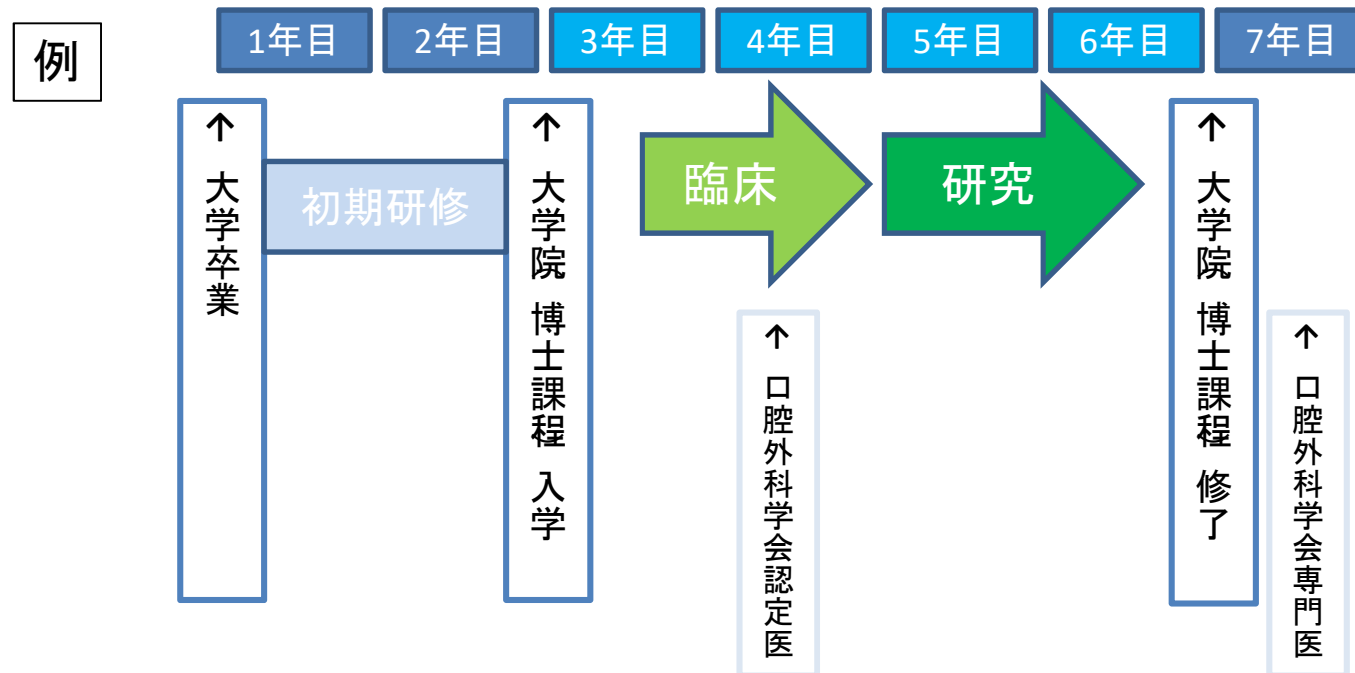 例
1年目
2年目
3年目
4年目
5年目
6年目
7年目
↑ 大学卒業
初期研修
↑ 大学院 博士課程 入学
臨床
研究
↑ 大学院 博士課程 修了
↑ 口腔外科学会認定医
↑ 口腔外科学会専門医